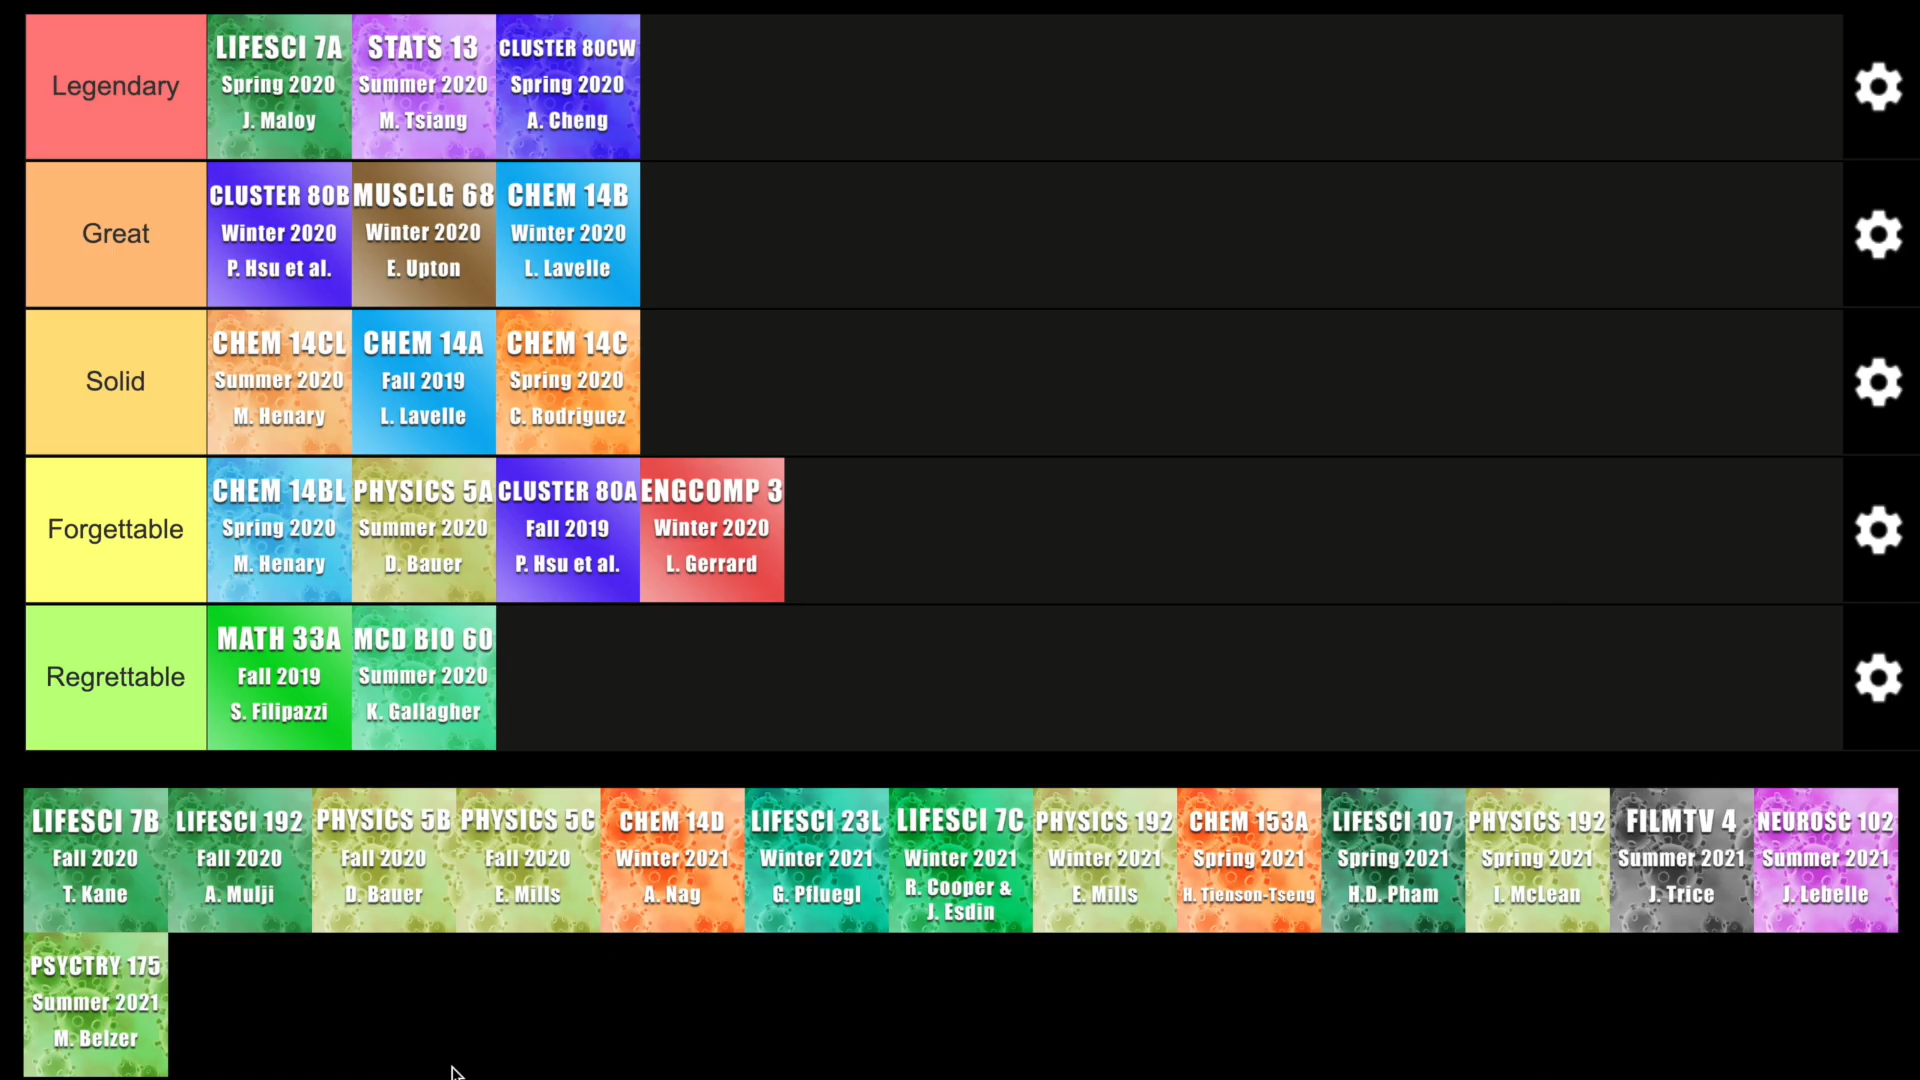 Legendary
LIFESCI 7A
Spring 2020
J. Maloy
STATS 13
Summer 2020
M. Tsiang
CLUSTER 80CW
Spring 2020
A. Cheng
Great
CLUSTER 80B
Winter 2020
P. Hsu et al.
MUSCLG 68
Winter 2020
E. Upton
CHEM 14B
Winter 2020
L. Lavelle
Solid
CHEM 14CL
Summer 2020
M. Henary
CHEM 14A
Fall 2019
L. Lavelle
CHEM 14C
Spring 2020
C. Rodriguez
Forgettable
CHEM 14BL
Spring 2020
M. Henary
PHYSICS 5A
Summer 2020
D. Bauer
CLUSTER 80A
Fall 2019
P. Hsu et al.
ENGCOMP 3
Winter 2020
L. Gerrard
Regrettable
MATH 33A
Fall 2019
S. Filipazzi
MCD BIO 60
Summer 2020
K. Gallagher
LIFESCI 7B
Fall 2020
T. Kane
LIFESCI 192
Fall 2020
A. Mulji
PHYSICS 5B
Fall 2020
D. Bauer
PHYSICS 5C
Fall 2020
E. Mills
CHEM 14D
Winter 2021
A. Nag
LIFESCI 23L
Winter 2021
G. Pfluegl
LIFESCI 7C
Winter 2021
R. Cooper &
J. Esdin
PHYSICS 192
Winter 2021
E. Mills
CHEM 153A
Spring 2021
H. Tienson-Tseng
LIFESCI 107
Spring 2021
H.D. Pham
PHYSICS 192
Spring 2021
I. McLean
FILMTV 4
Summer 2021
J. Trice
NEUROSC 102
Summer 2021
J. Lebelle
PSYCTRY 175
Summer 2021
M. Belzer